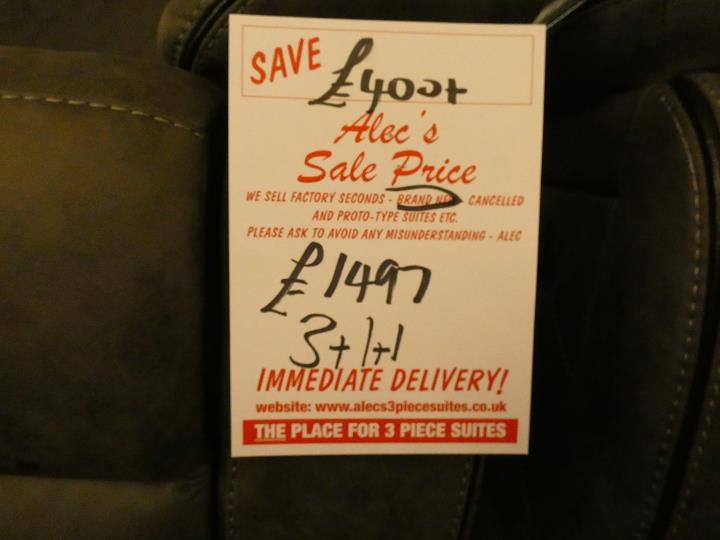 SAVE £400+
Alec's
Sale Price
WE SELL FACTORY SECONDS - BRAND NEW CANCELLED
AND PROTO-TYPE SUITES ETC.
PLEASE ASK TO AVOID ANY MISUNDERSTANDING - ALEC
£1497
3+1+1
IMMEDIATE DELIVERY!
website: www.alecs3piecesuites.co.uk
THE PLACE FOR 3 PIECE SUITES